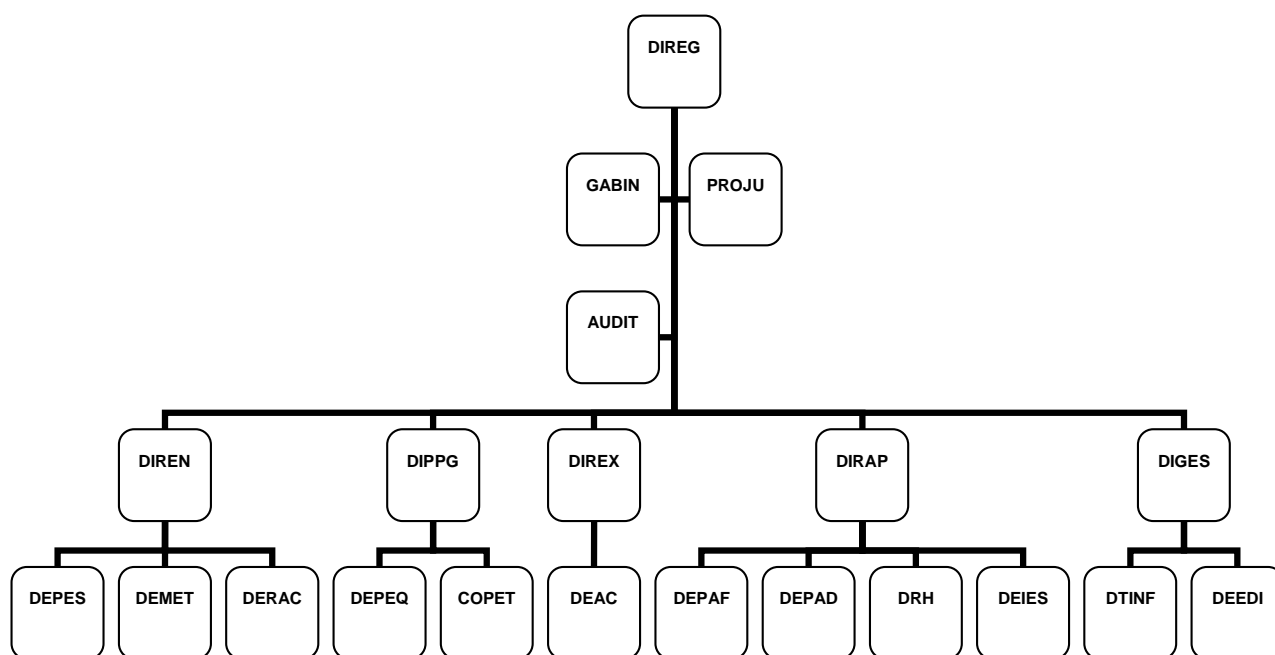 DIREG
GABIN PROJU
AUDIT
DIREN DIPPG DIREX DIRAP DIGES
DEPES DEMET DERAC DEPEQ COPET DEAC DEPAF DEPAD DRH DEIES DTINF DEEDI